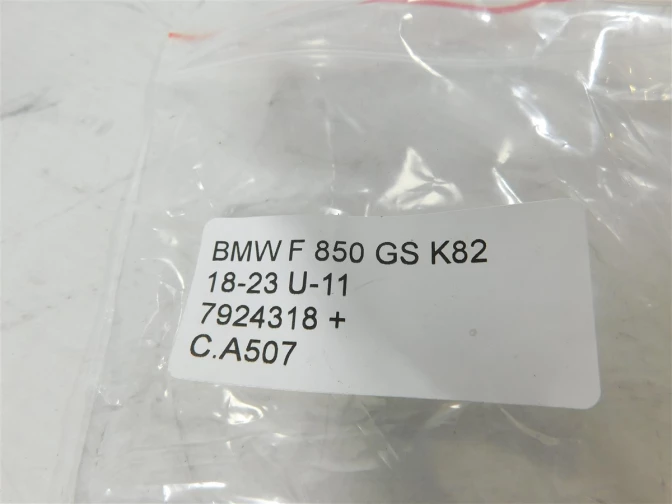 BMW F 850 GS K82
18-23 U-11
7924318 +
C.A507